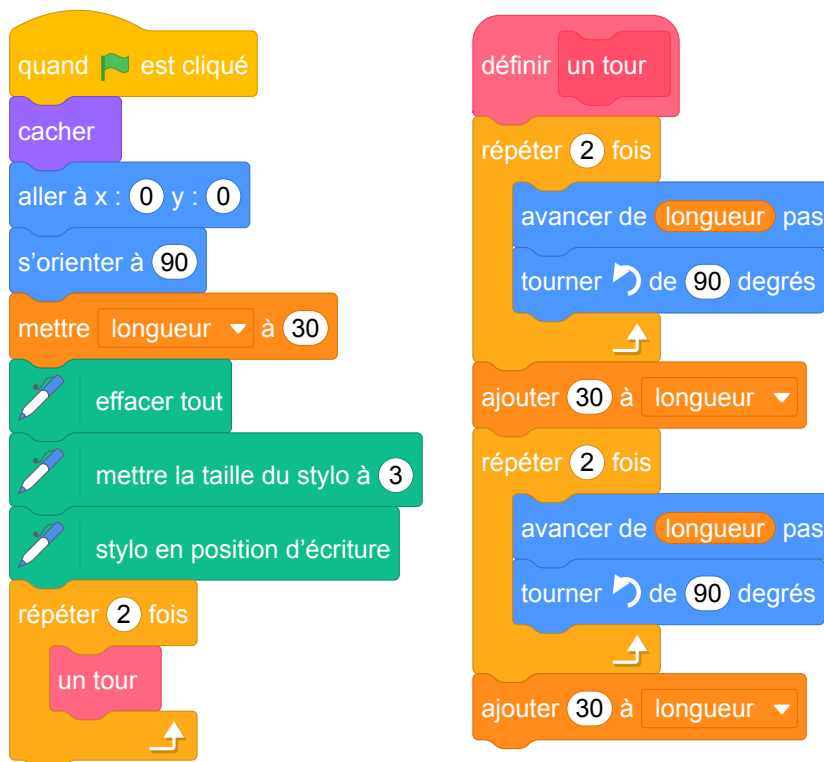 quand est cliqué
cacher
aller à x : 0 y : 0
s’orienter à 90
mettre longueur à 30
effacer tout
mettre la taille du stylo à 3
stylo en position d’écriture
répéter 2 fois
un tour
définir un tour
répéter 2 fois
avancer de longueur pas
tourner de 90 degrés
ajouter 30 à longueur
répéter 2 fois
avancer de longueur pas
tourner de 90 degrés
ajouter 30 à longueur